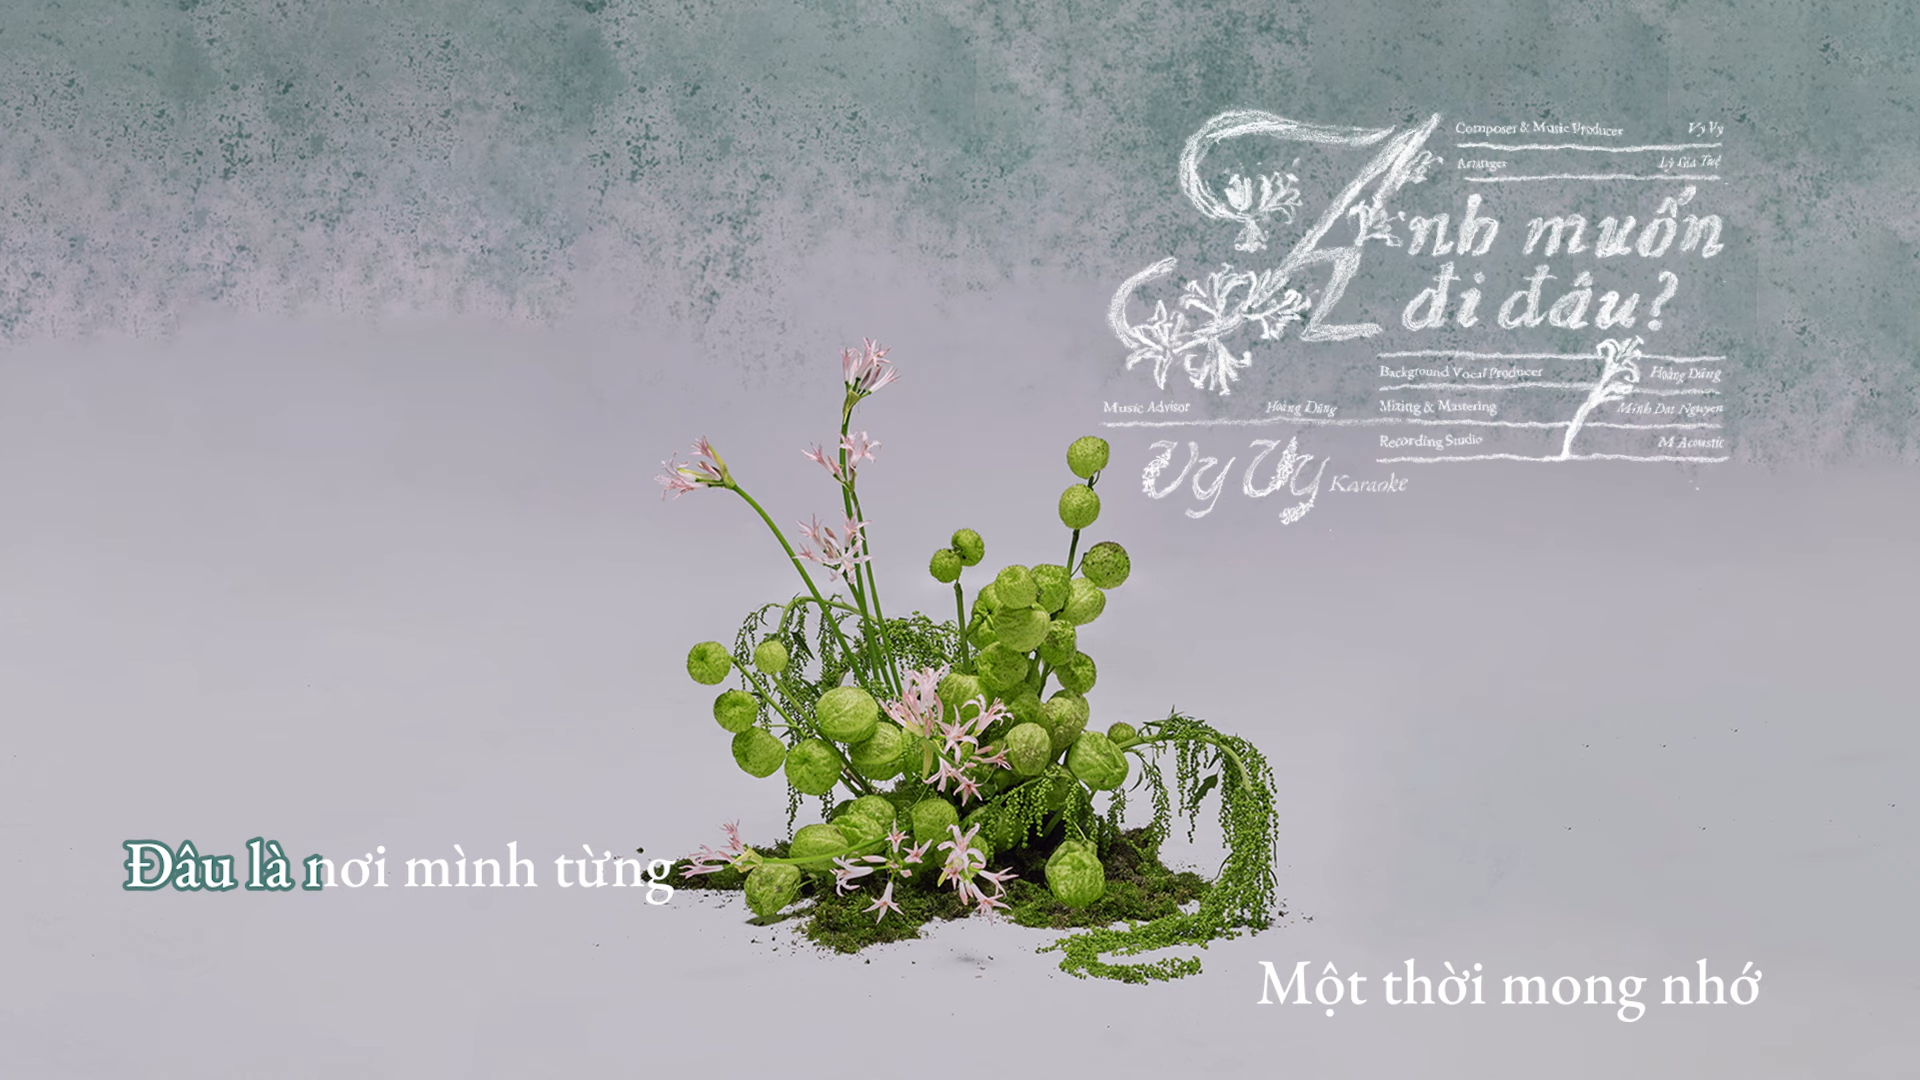 Composer & Music Producer Vy Vy
Arranger Lý Gia Tuệ
Anh muốn
đi đâu?
Background Vocal Producer Hoàng Dũng
Music Advisor Hoàng Dũng
Mixing & Mastering Minh Dat Nguyen
Recording Studio M Acoustic
Vy Vy Karaoke
Đâu là nơi mình từng
Một thời mong nhớ